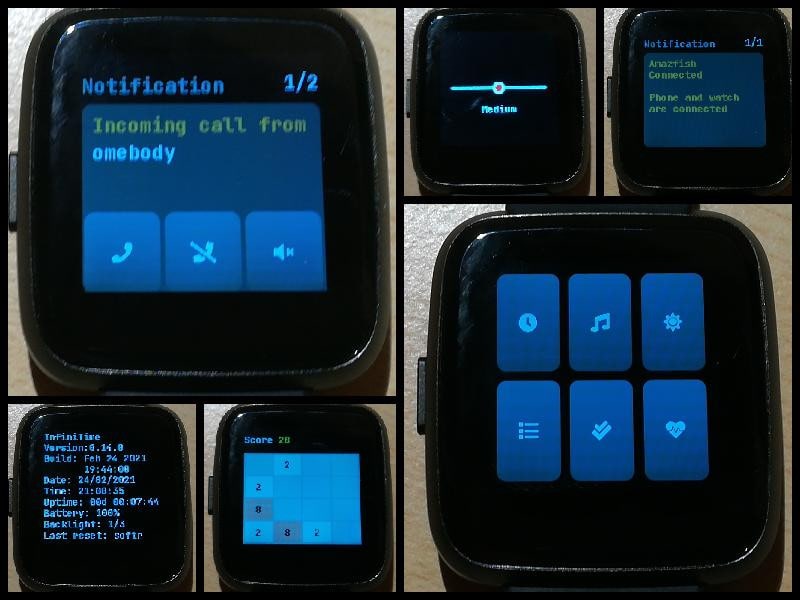 Notification 1/2
Incoming call from
omebody
Medium
Notification 1/1
Amazfish
Connected
Phone and watch
are connected
InfiniTime
Version:0.14.0
Build: Feb 24 2021
19:44:00
Date: 24/02/2021
Time: 21:00:35
Uptime: 00d 00:07:44
Battery: 100%
Backlight: 1/3
Last reset: softr
Score 28
2
2
8
2 8 2